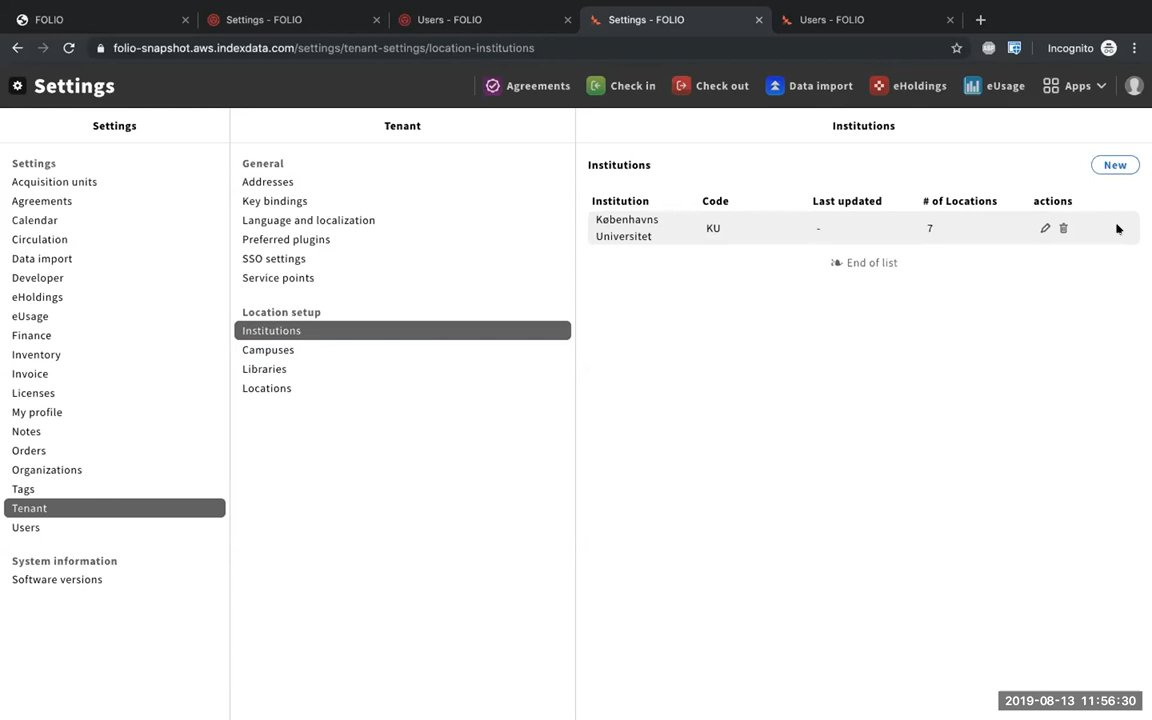 FOLIO
Settings - FOLIO
Users - FOLIO
Settings - FOLIO
Users - FOLIO
folio-snapshot.aws.indexdata.com/settings/tenant-settings/location-institutions
ABP
Incognito
Settings
Agreements
Check in
Check out
Data import
eHoldings
eUsage
Apps
Settings
Settings
Acquisition units
Agreements
Calendar
Circulation
Data import
Developer
eHoldings
eUsage
Finance
Inventory
Invoice
Licenses
My profile
Notes
Orders
Organizations
Tags
Tenant
Users
System information
Software versions
Tenant
General
Addresses
Key bindings
Language and localization
Preferred plugins
SSO settings
Service points
Location setup
Institutions
Campuses
Libraries
Locations
Institutions
Institutions
New
Institution Code Last updated # of Locations actions
Københavns
Universitet
KU - 7
End of list
2019-08-13 11:56:30